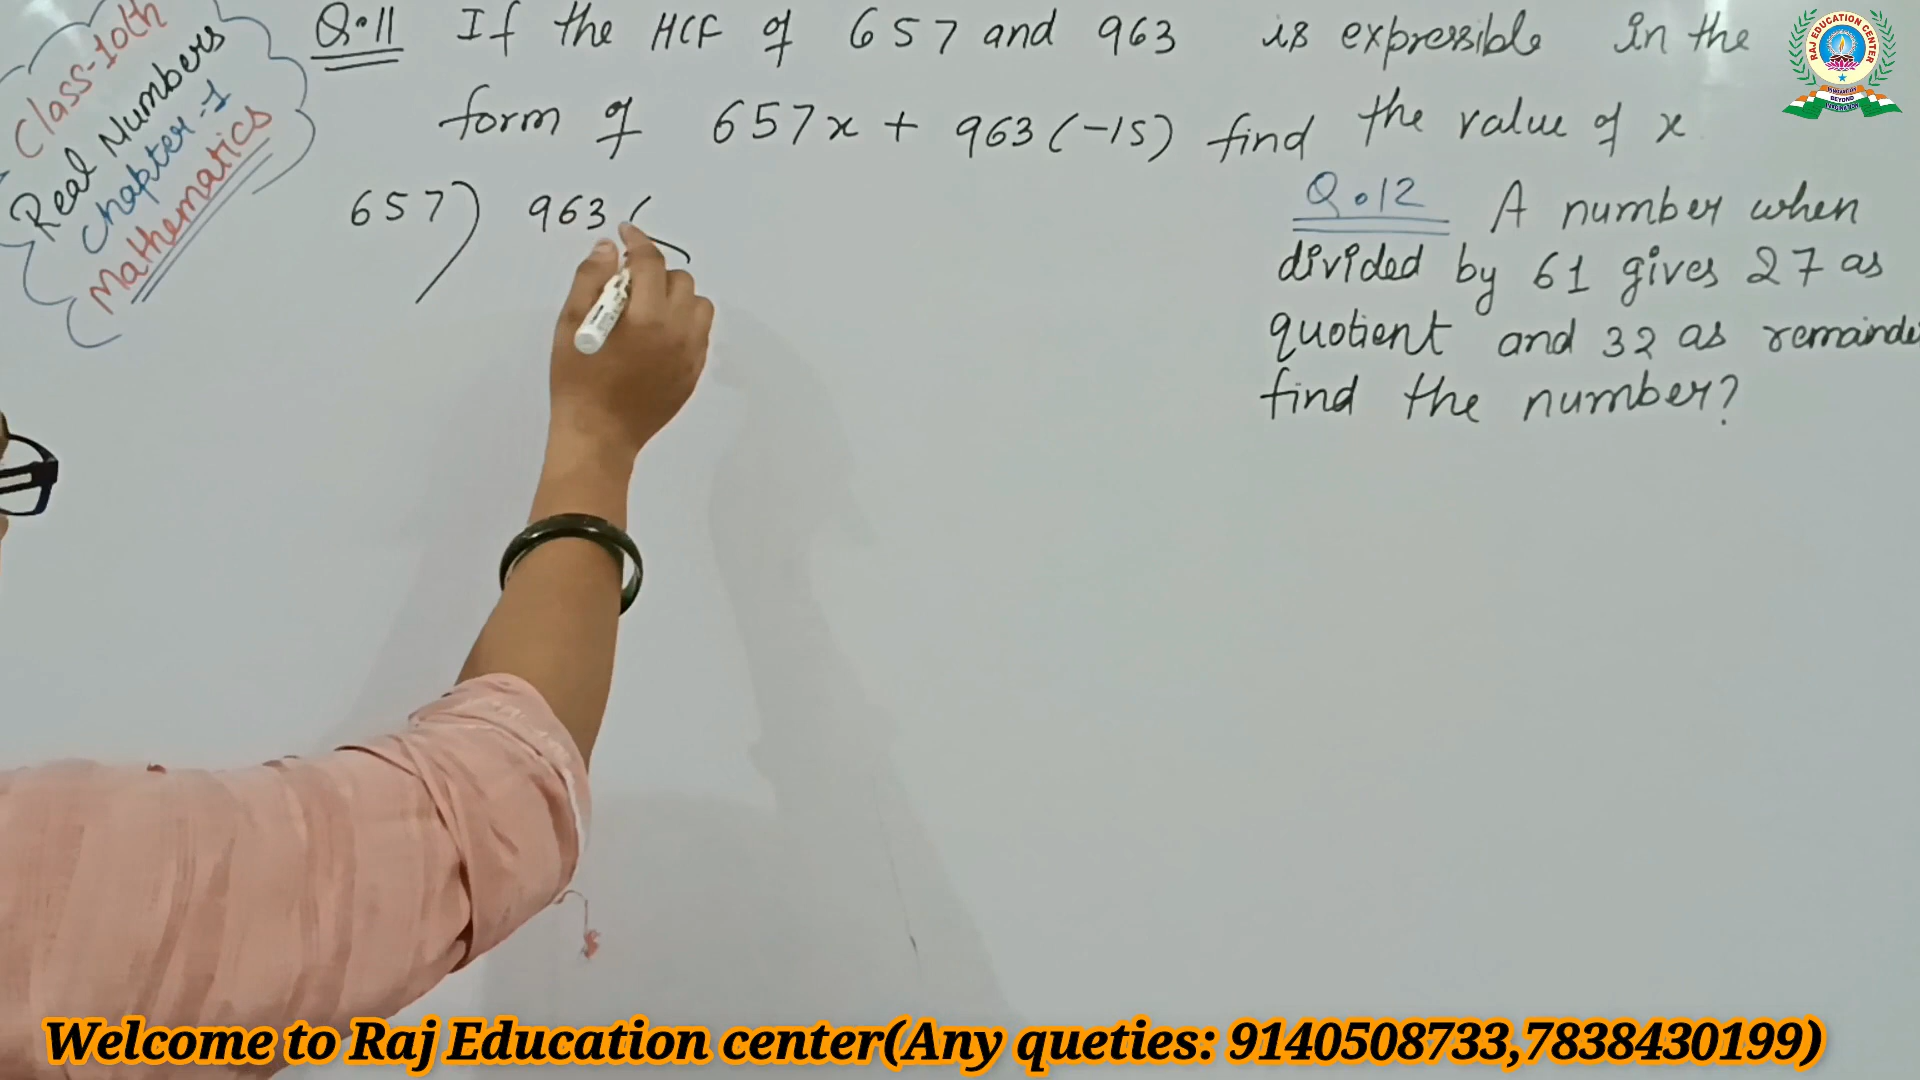 Class-10th
Real Numbers
Chapter-1
Mathematics
Q.11 If the HCF of 657 and 963 is expressible in the
form of 657x + 963(-15) find the value of x
657) 963(
Q.12 A number when
divided by 61 gives 27 as
quotient and 32 as remainde
find the number?
RAJ EDUCATION CENTER
BEYOND
Welcome to Raj Education center(Any queties: 9140508733,7838430199)